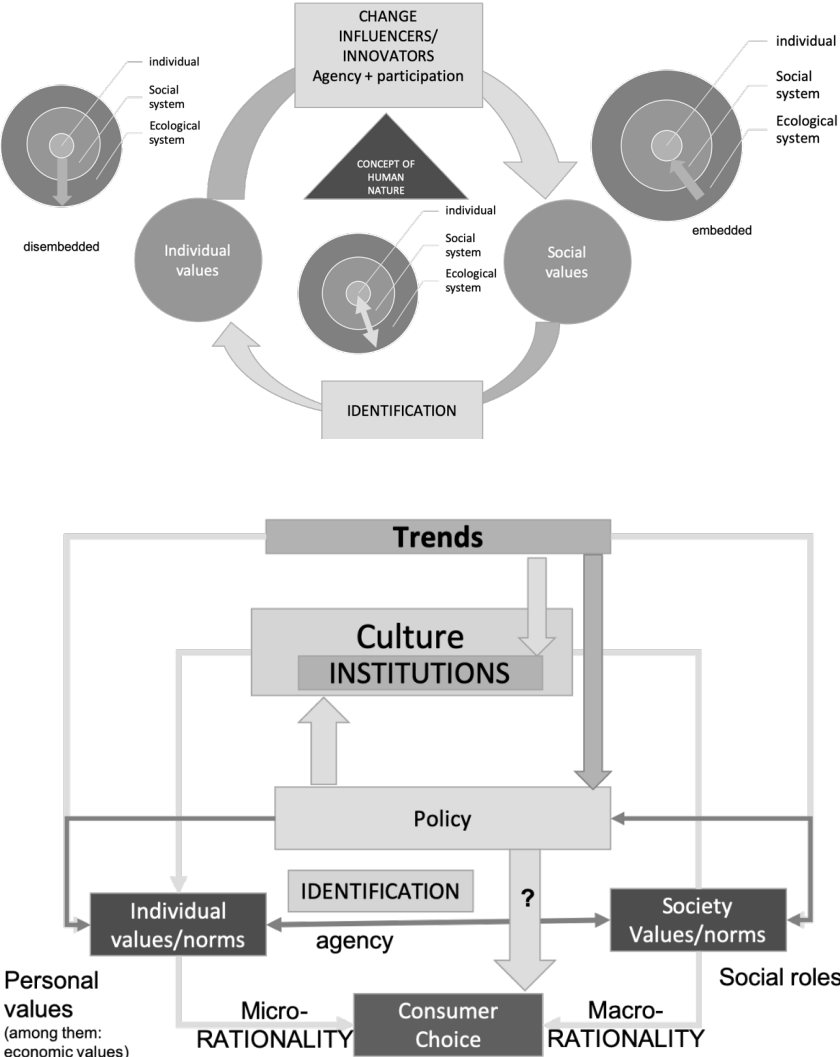 CHANGE
INFLUENCERS/
INNOVATORS
Agency + participation
individual
Social
system
Ecological
system
disembedded
individual
Social
system
Ecological
system
embedded
CONCEPT OF
HUMAN
NATURE
Individual
values
individual
Social
system
Ecological
system
Social
values
IDENTIFICATION
Trends
Culture
INSTITUTIONS
Policy
IDENTIFICATION
?
Individual
values/norms
agency
Society
Values/norms
Personal
values
(among them:
economic values)
Social roles
Micro-
RATIONALITY
Consumer
Choice
Macro-
RATIONALITY